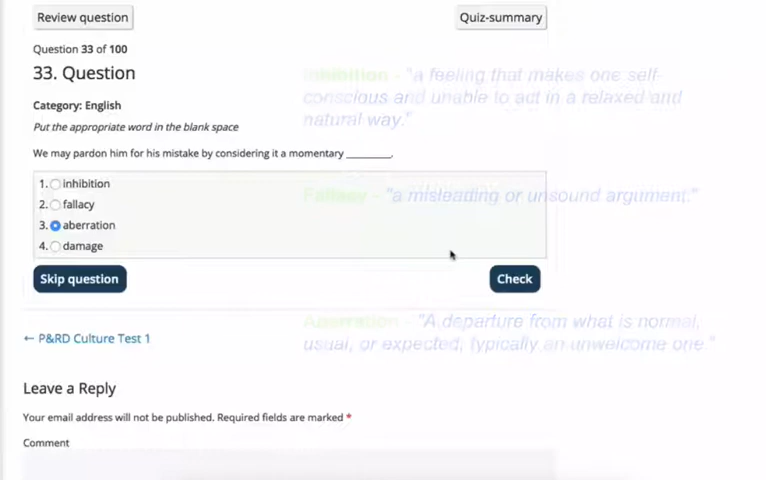 Review question
Quiz-summary
Question 33 of 100
33. Question
Inhibition - "a feeling that makes one self-
conscious and unable to act in a relaxed and
natural way."
Category: English
Put the appropriate word in the blank space
We may pardon him for his mistake by considering it a momentary ________.
1. inhibition
2. fallacy
3. aberration
4. damage
Fallacy - "a misleading or unsound argument."
Skip question
Check
Aberration - "A departure from what is normal,
usual, or expected, typically an unwelcome one."
← P&RD Culture Test 1
Leave a Reply
Your email address will not be published. Required fields are marked *
Comment